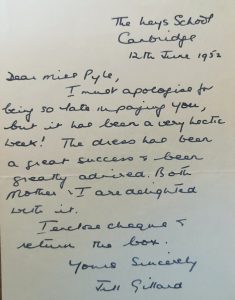 The Leys School
Cambridge
12th June 1952
Dear Miss Pyle,
I must apologise for
being so late in paying you,
but it has been a very hectic
week! The dress has been
a great success & been
greatly admired. Both
Mother & I are delighted
with it.
I enclose cheque &
return the box.
Yours Sincerely
Jill Gillard